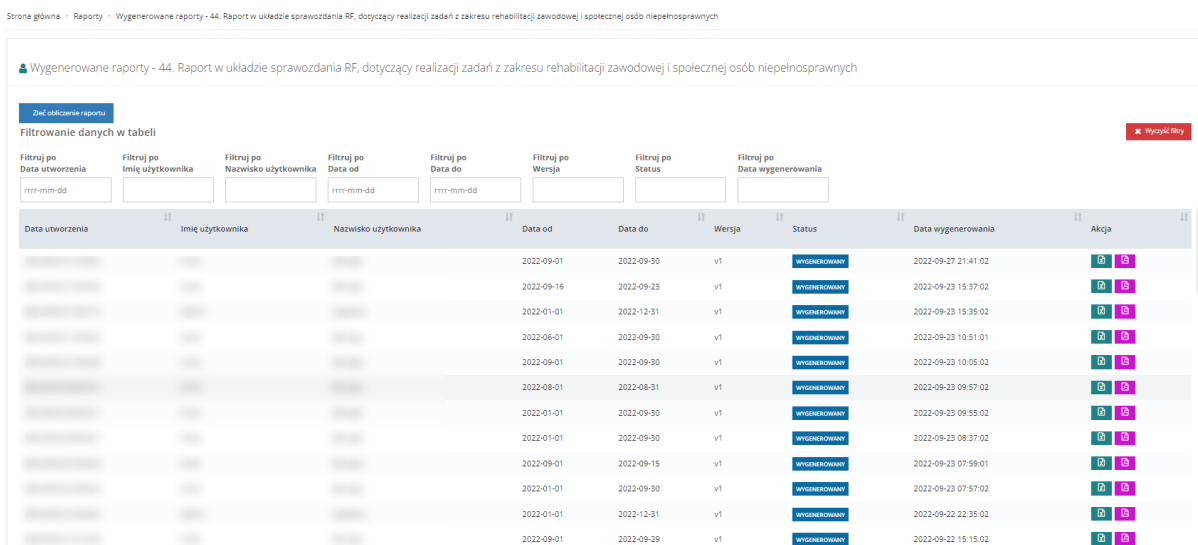 Strona główna • Raporty • Wygenerowane raporty - 44. Raport w układzie sprawozdania RF, dotyczący realizacji zadań z zakresu rehabilitacji zawodowej i społecznej osób niepełnosprawnych
Wygenerowane raporty - 44. Raport w układzie sprawozdania RF, dotyczący realizacji zadań z zakresu rehabilitacji zawodowej i społecznej osób niepełnosprawnych
Zleć obliczenie raportu
Filtrowanie danych w tabeli
Wyczyść filtry
Filtruj po Filtruj po Filtruj po Filtruj po Filtruj po Filtruj po Filtruj po Filtruj po
Data utworzenia Imię użytkownika Nazwisko użytkownika Data od Data do Wersja Status Data wygenerowania
rrrr-mm-dd rrrr-mm-dd rrrr-mm-dd
Data utworzenia Imię użytkownika Nazwisko użytkownika Data od Data do Wersja Status Data wygenerowania Akcja
2022-09-01 2022-09-30 v1 WYGENEROWANY 2022-09-27 21:41:02
2022-09-16 2022-09-23 v1 WYGENEROWANY 2022-09-23 15:37:02
2022-01-01 2022-12-31 v1 WYGENEROWANY 2022-09-23 15:35:02
2022-06-01 2022-09-30 v1 WYGENEROWANY 2022-09-23 10:51:01
2022-09-01 2022-09-30 v1 WYGENEROWANY 2022-09-23 10:05:02
2022-08-01 2022-08-31 v1 WYGENEROWANY 2022-09-23 09:57:02
2022-01-01 2022-09-30 v1 WYGENEROWANY 2022-09-23 09:55:02
2022-01-01 2022-09-30 v1 WYGENEROWANY 2022-09-23 08:37:02
2022-09-01 2022-09-15 v1 WYGENEROWANY 2022-09-23 07:59:01
2022-01-01 2022-09-30 v1 WYGENEROWANY 2022-09-23 07:57:02
2022-01-01 2022-12-31 v1 WYGENEROWANY 2022-09-22 22:35:02
2022-09-01 2022-09-29 v1 WYGENEROWANY 2022-09-22 15:15:02